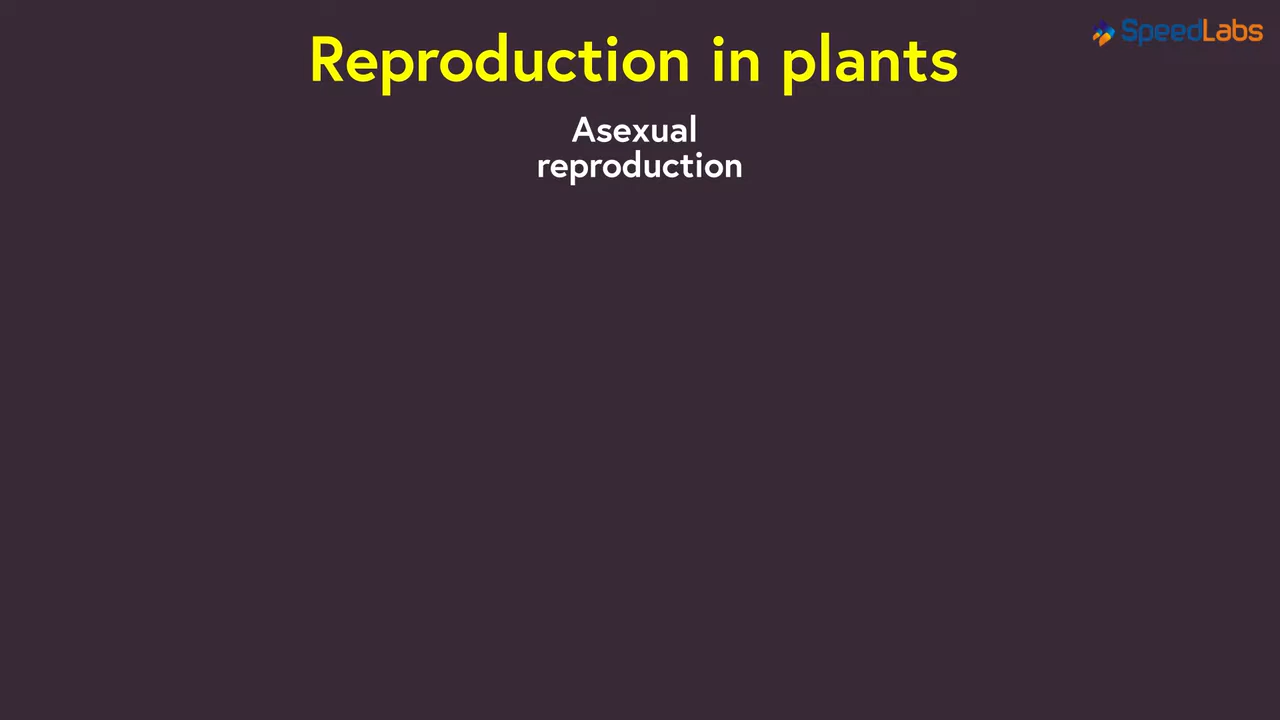 SpeedLabs
Reproduction in plants
Asexual
reproduction